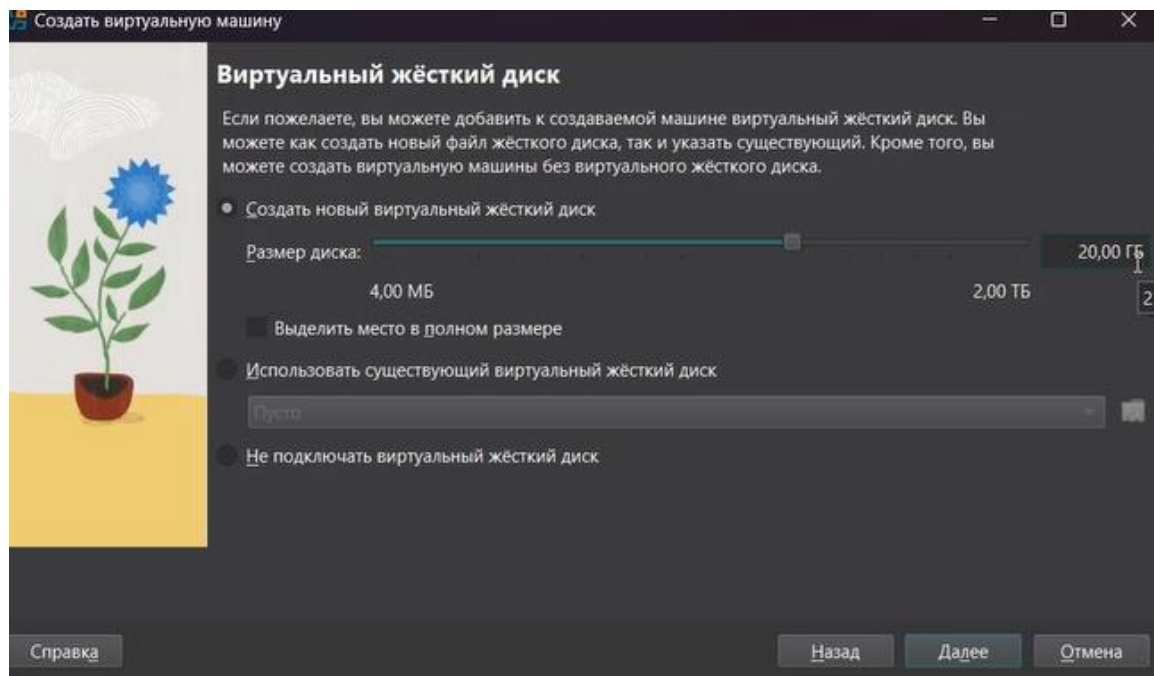 Создать виртуальную машину
Виртуальный жёсткий диск
Если пожелаете, вы можете добавить к создаваемой машине виртуальный жёсткий диск. Вы
можете как создать новый файл жёсткого диска, так и указать существующий. Кроме того, вы
можете создать виртуальную машины без виртуального жёсткого диска.
Создать новый виртуальный жёсткий диск
Размер диска:
20,00 ГБ
4,00 МБ
2,00 ТБ
2
Выделить место в полном размере
Использовать существующий виртуальный жёсткий диск
Пусто
Не подключать виртуальный жёсткий диск
Справка
Назад
Далее
Отмена